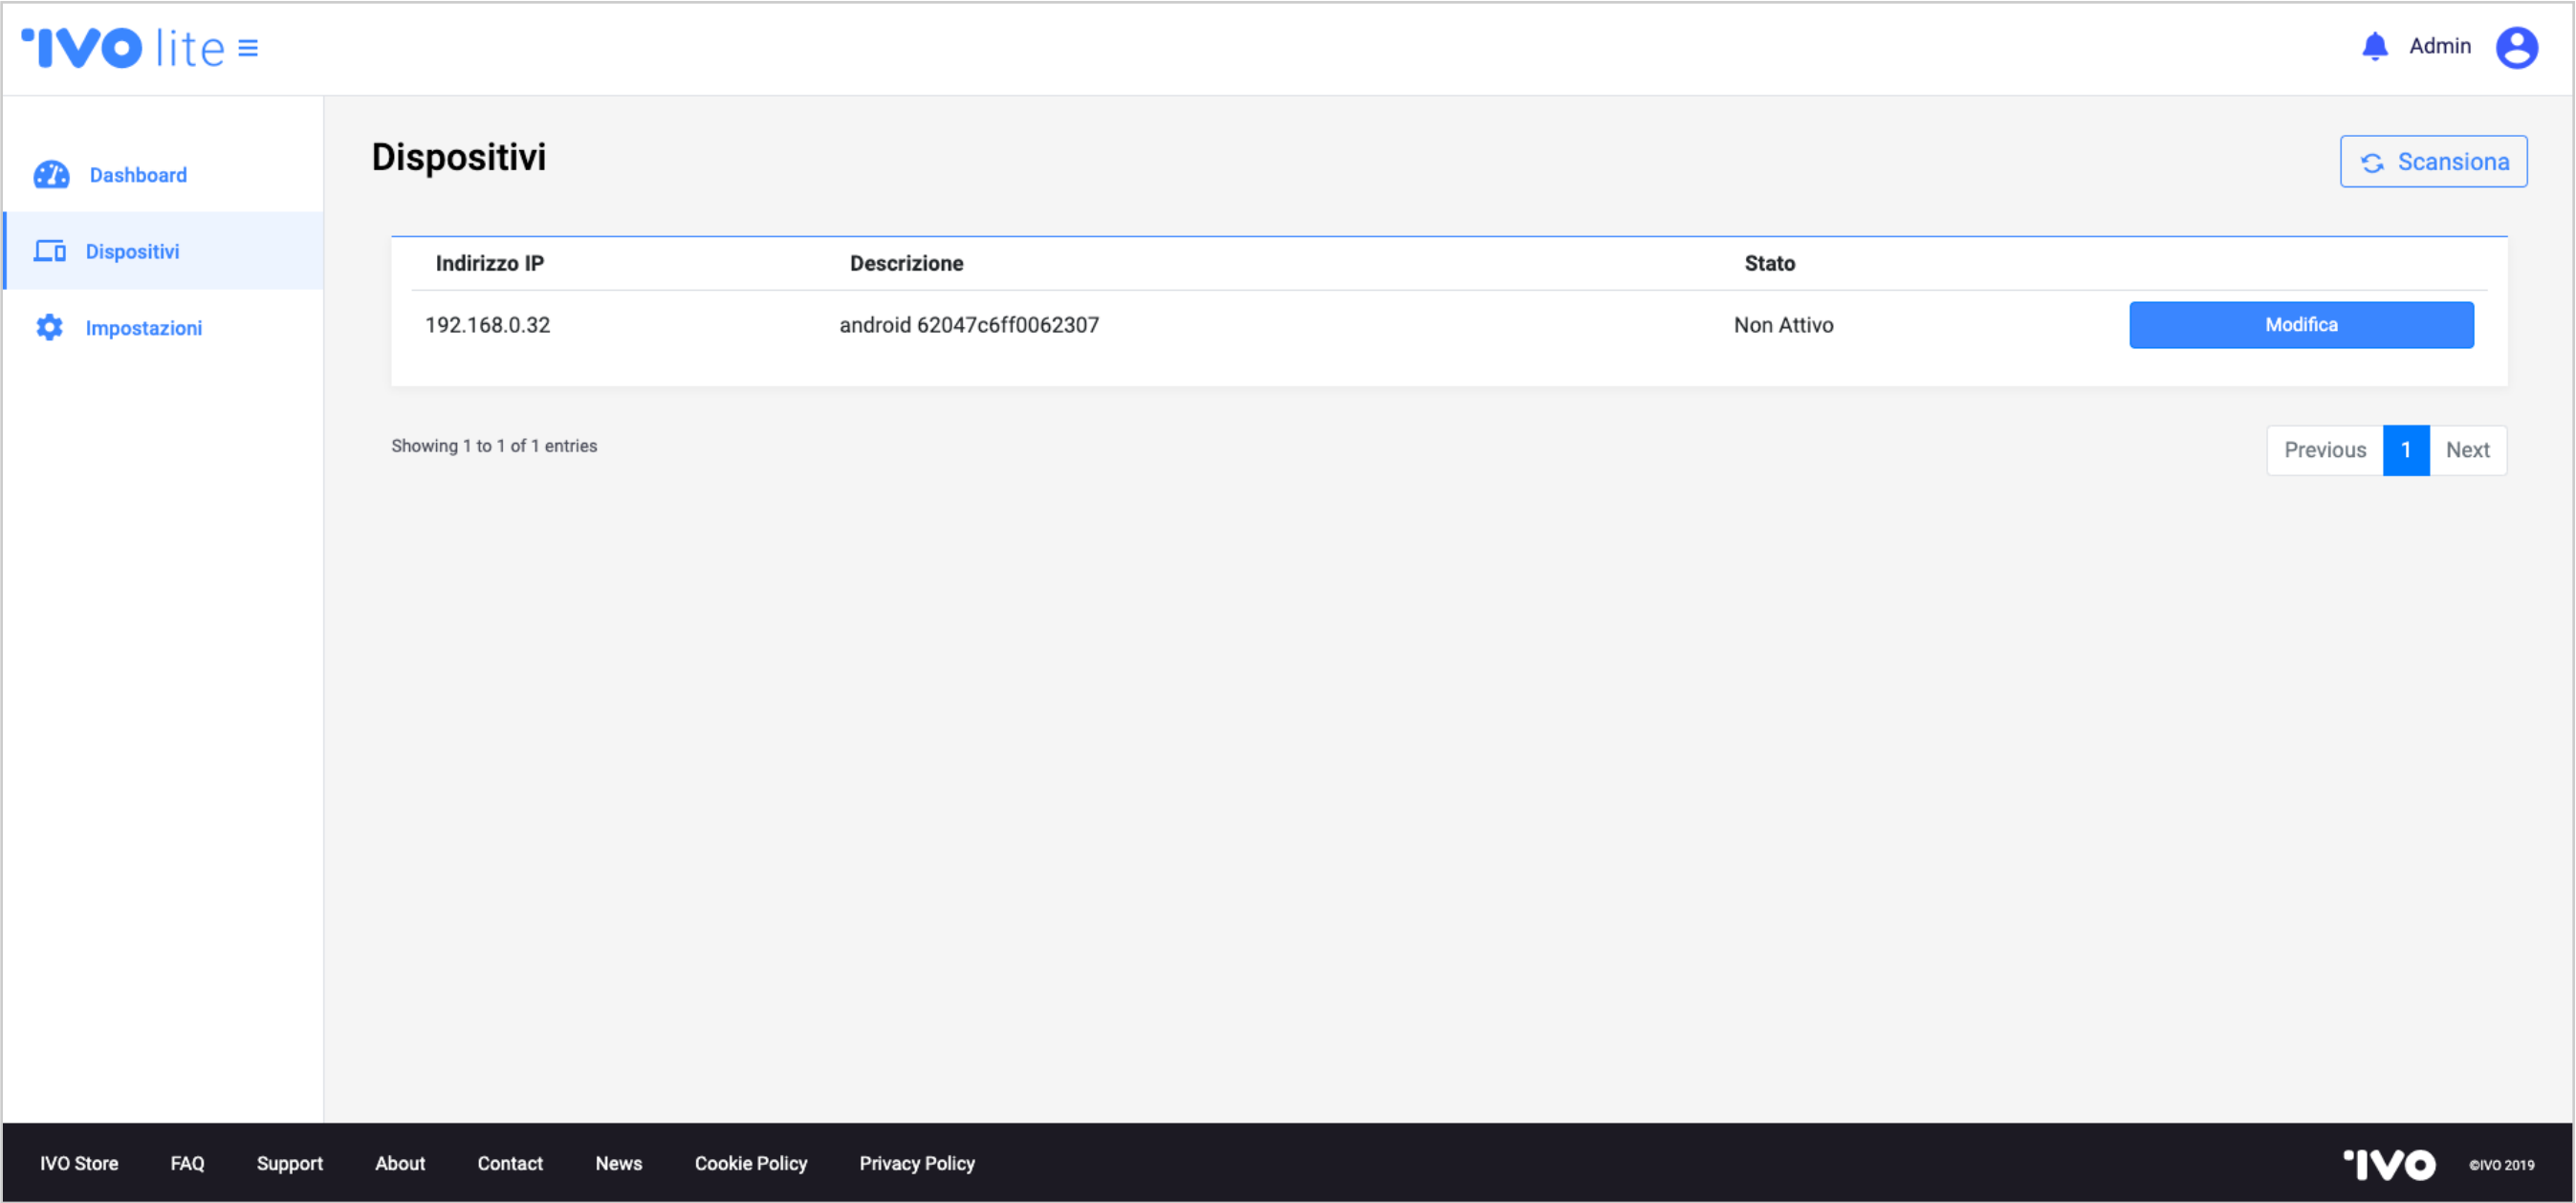 IVO lite
Admin
Dashboard
Dispositivi
Impostazioni
Dispositivi
Scansiona
Indirizzo IP Descrizione Stato
192.168.0.32 android 62047c6ff0062307 Non Attivo Modifica
Showing 1 to 1 of 1 entries
Previous 1 Next
IVO Store FAQ Support About Contact News Cookie Policy Privacy Policy
IVO ©IVO 2019